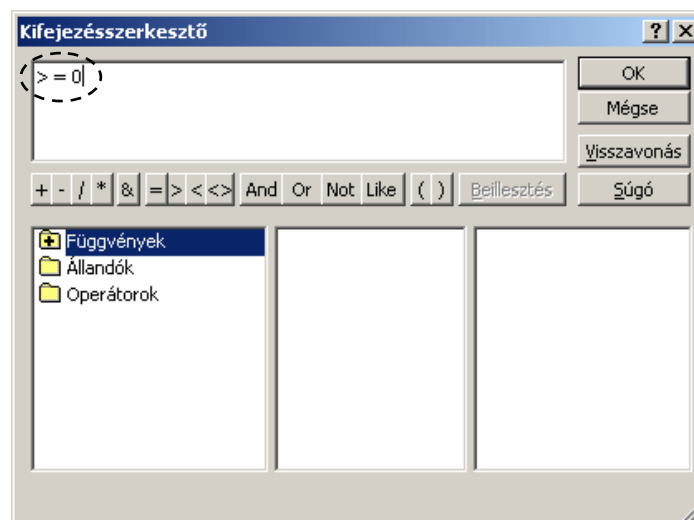 Kifejezésszerkesztő
? X
> = 0
OK
Mégse
Visszavonás
+ - / * & = > < <> And Or Not Like ( ) Beillesztés
Súgó
Függvények
Állandók
Operátorok